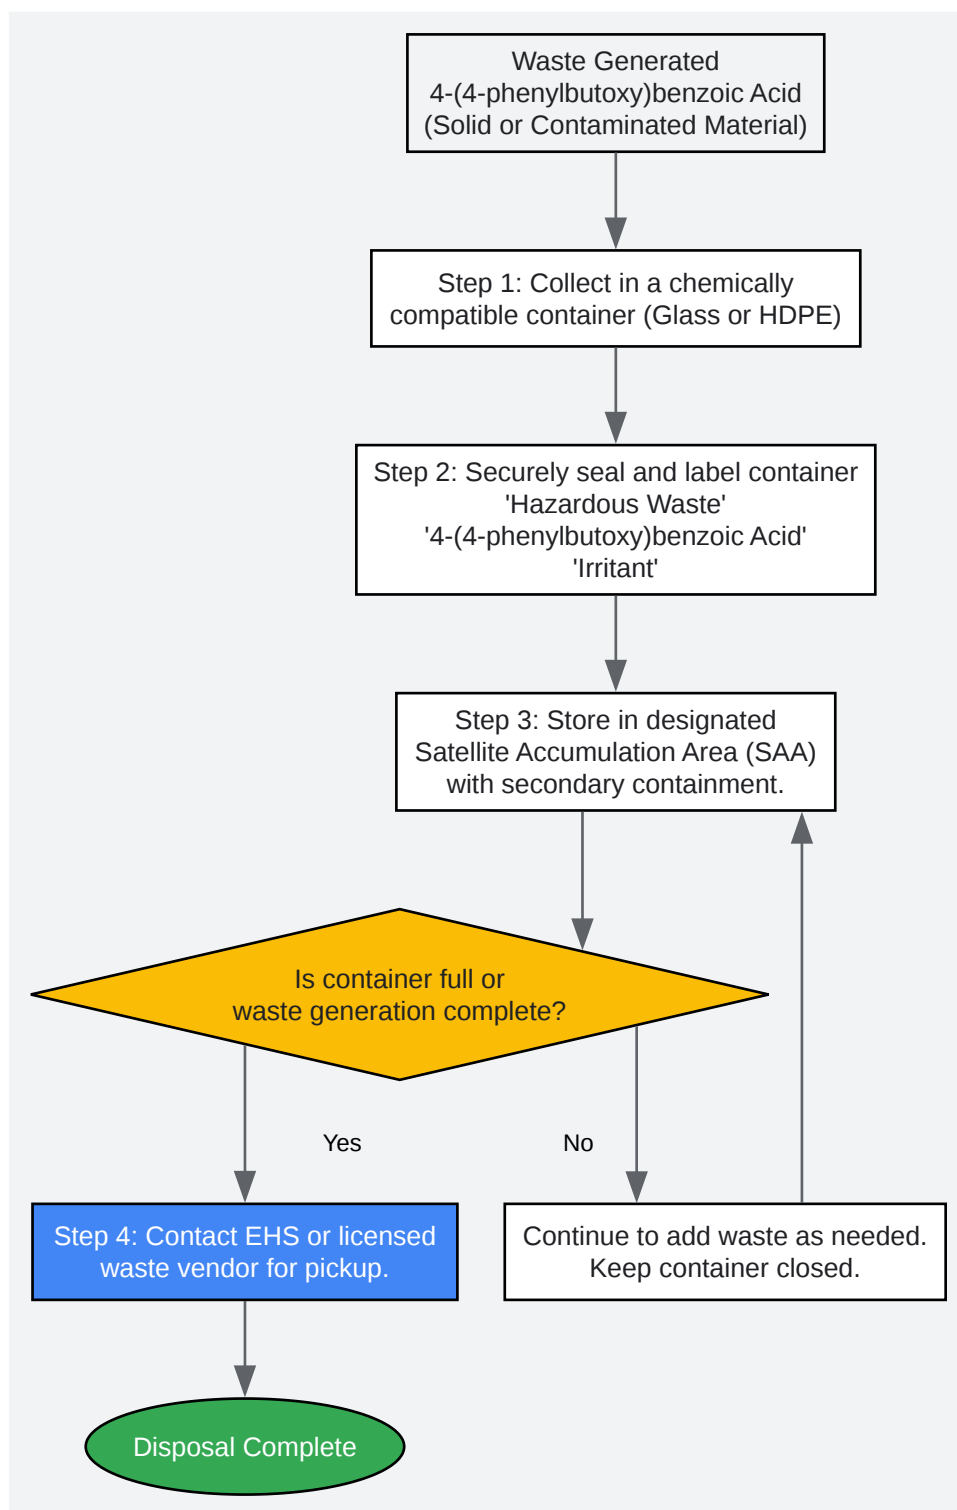 Waste Generated
4-(4-phenylbutoxy)benzoic Acid
(Solid or Contaminated Material)
Step 1: Collect in a chemically
compatible container (Glass or HDPE)
Step 2: Securely seal and label container
'Hazardous Waste'
'4-(4-phenylbutoxy)benzoic Acid'
'Irritant'
Step 3: Store in designated
Satellite Accumulation Area (SAA)
with secondary containment.
Is container full or
waste generation complete?
Yes
No
Step 4: Contact EHS or licensed
waste vendor for pickup.
Continue to add waste as needed.
Keep container closed.
Disposal Complete